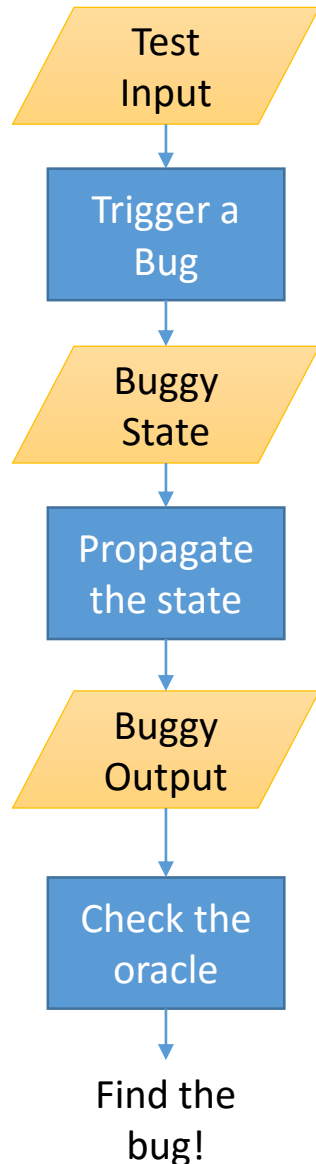 Test
Input
Trigger a
Bug
Buggy
State
Propagate
the state
Buggy
Output
Check the
oracle
Find the
bug!